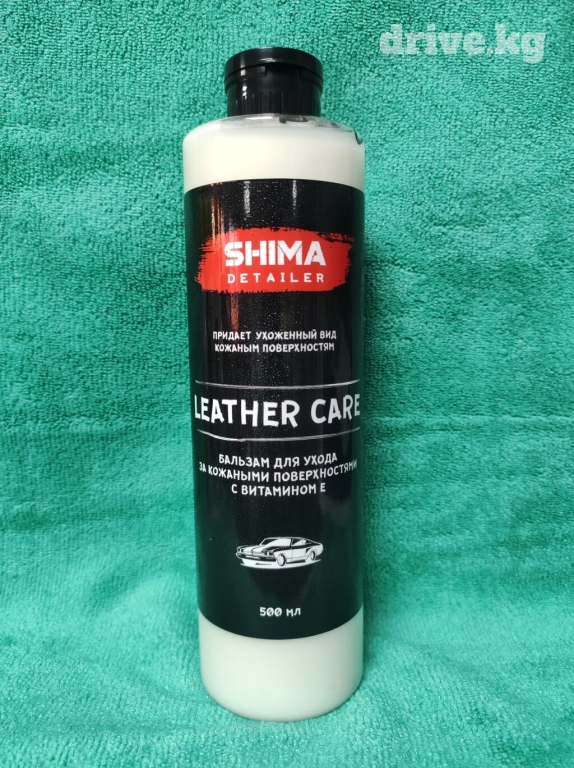 drive.kg
SHIMA
DETAILER
ПРИДАЕТ УХОЖЕННЫЙ ВИД
КОЖАНЫМ ПОВЕРХНОСТЯМ
LEATHER CARE
БАЛЬЗАМ ДЛЯ УХОДА
ЗА КОЖАНЫМИ ПОВЕРХНОСТЯМИ
С ВИТАМИНОМ Е
500 МЛ